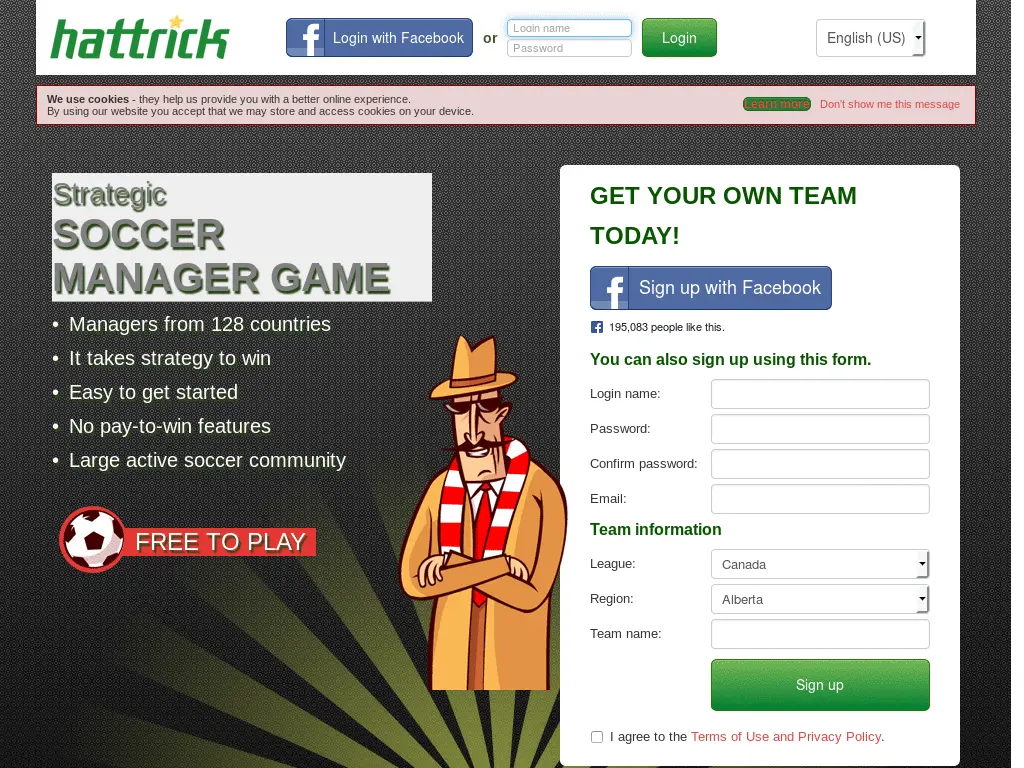 hattrick
Login with Facebook
or
Login name
Password
Login
English (US)
We use cookies - they help us provide you with a better online experience.
By using our website you accept that we may store and access cookies on your device.
Learn more
Don't show me this message
Strategic
SOCCER
MANAGER GAME
• Managers from 128 countries
• It takes strategy to win
• Easy to get started
• No pay-to-win features
• Large active soccer community
FREE TO PLAY
GET YOUR OWN TEAM
TODAY!
Sign up with Facebook
195,083 people like this.
You can also sign up using this form.
Login name:
Password:
Confirm password:
Email:
Team information
League: Canada
Region: Alberta
Team name:
Sign up
I agree to the Terms of Use and Privacy Policy.